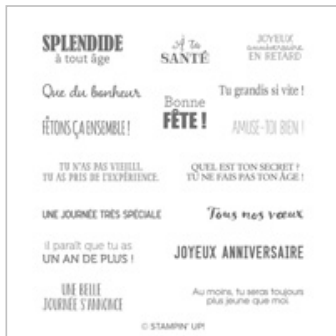 SPLENDIDE
à tout âge
À ta
SANTÉ
JOYEUX
anniversaire
EN RETARD
Que du bonheur
Bonne
FÊTE !
Tu grandis si vite !
FÊTONS ÇA ENSEMBLE !
AMUSE-TOI BIEN !
TU N'AS PAS VIEILLI,
TU AS PRIS DE L'EXPÉRIENCE.
QUEL EST TON SECRET ?
TU NE FAIS PAS TON ÂGE !
UNE JOURNÉE TRÈS SPÉCIALE
Tous nos vœux
il paraît que tu as
UN AN DE PLUS !
JOYEUX ANNIVERSAIRE
UNE BELLE
JOURNÉE S'ANNONCE
Au moins, tu seras toujours
plus jeune que moi.
© STAMPIN' UP!